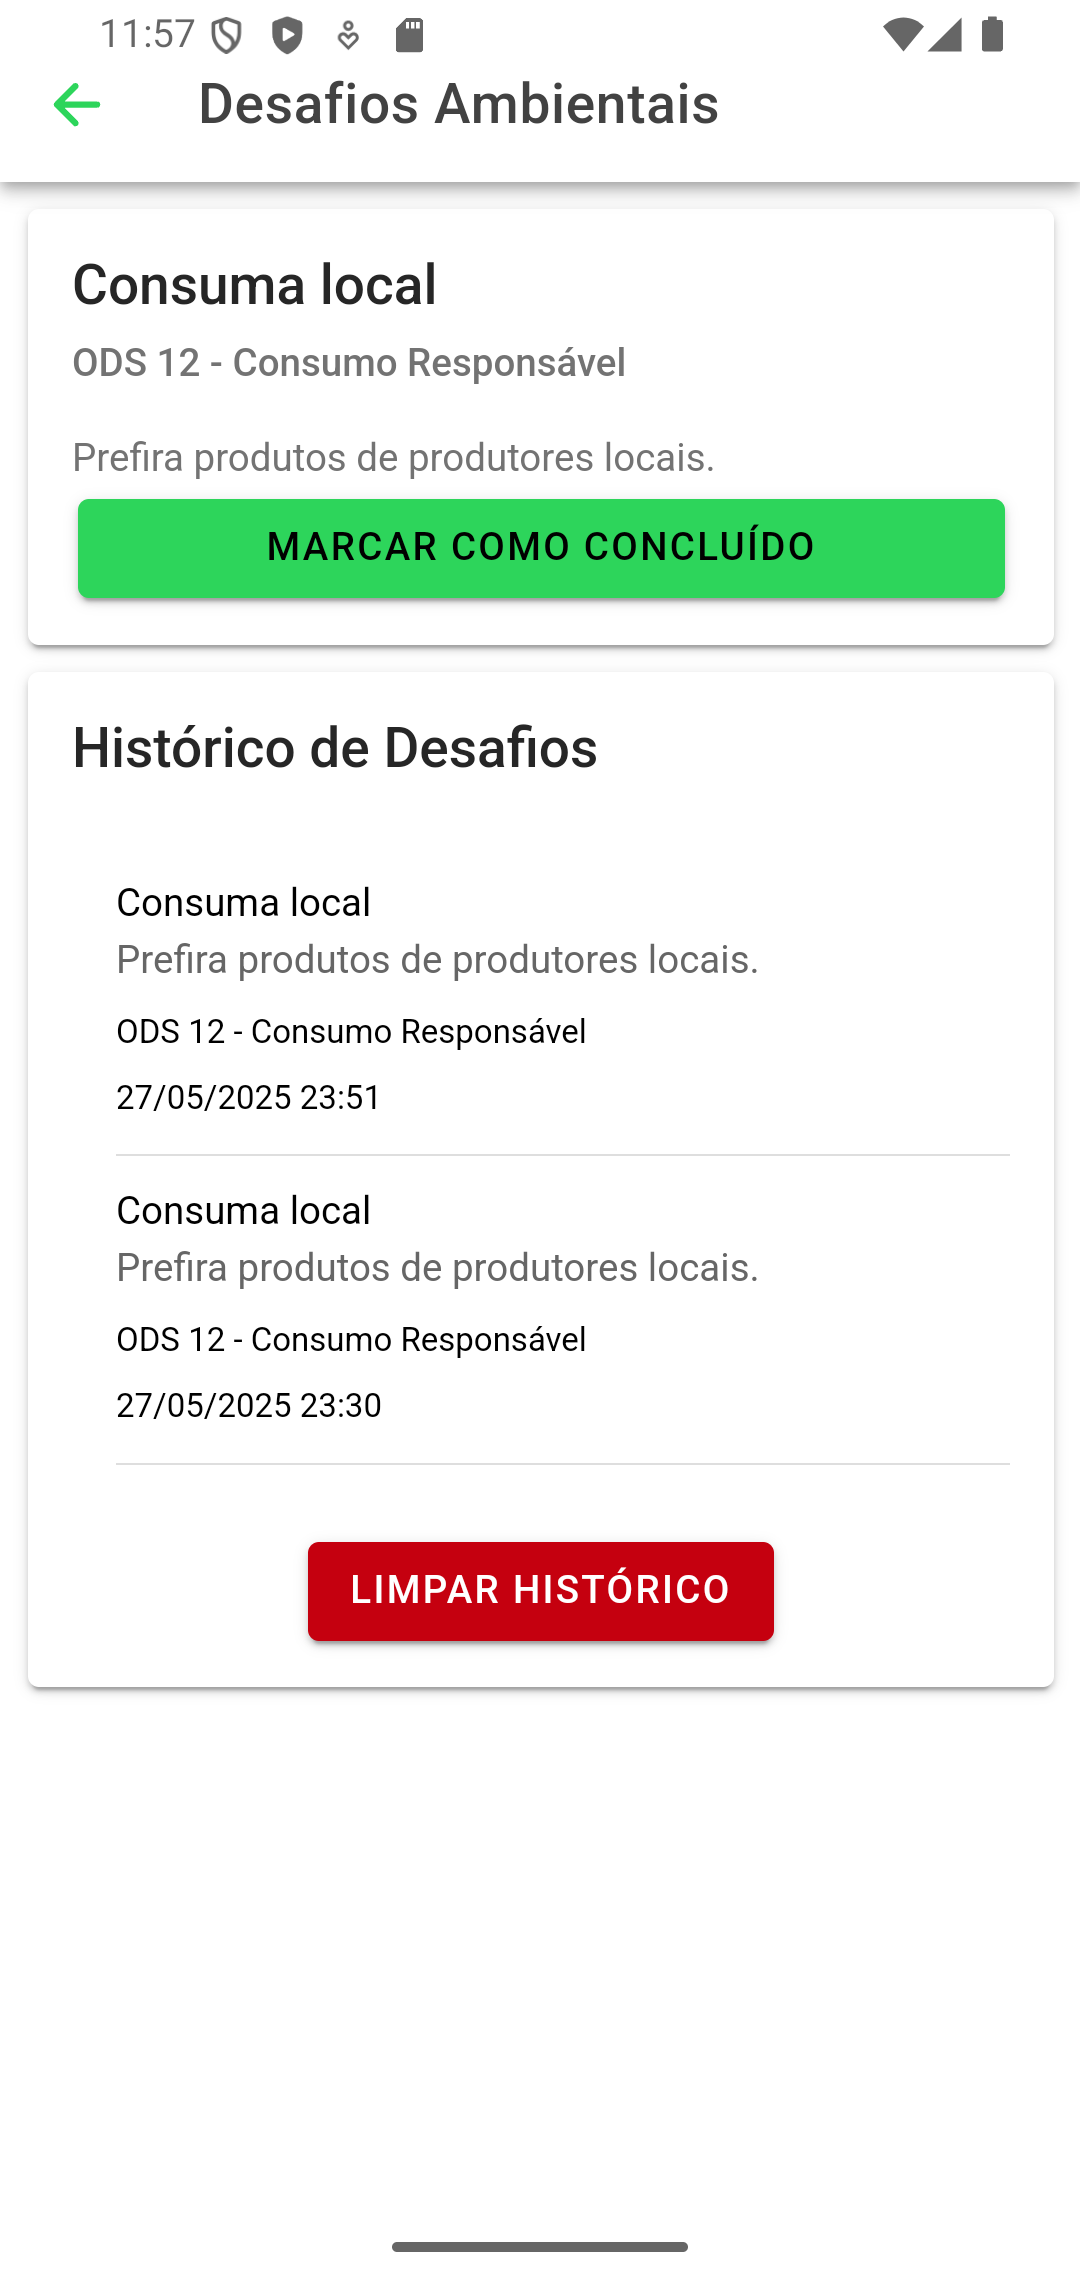 11:57
Desafios Ambientais
Consuma local
ODS 12 - Consumo Responsável
Prefira produtos de produtores locais.
MARCAR COMO CONCLUÍDO
Histórico de Desafios
Consuma local
Prefira produtos de produtores locais.
ODS 12 - Consumo Responsável
27/05/2025 23:51
Consuma local
Prefira produtos de produtores locais.
ODS 12 - Consumo Responsável
27/05/2025 23:30
LIMPAR HISTÓRICO